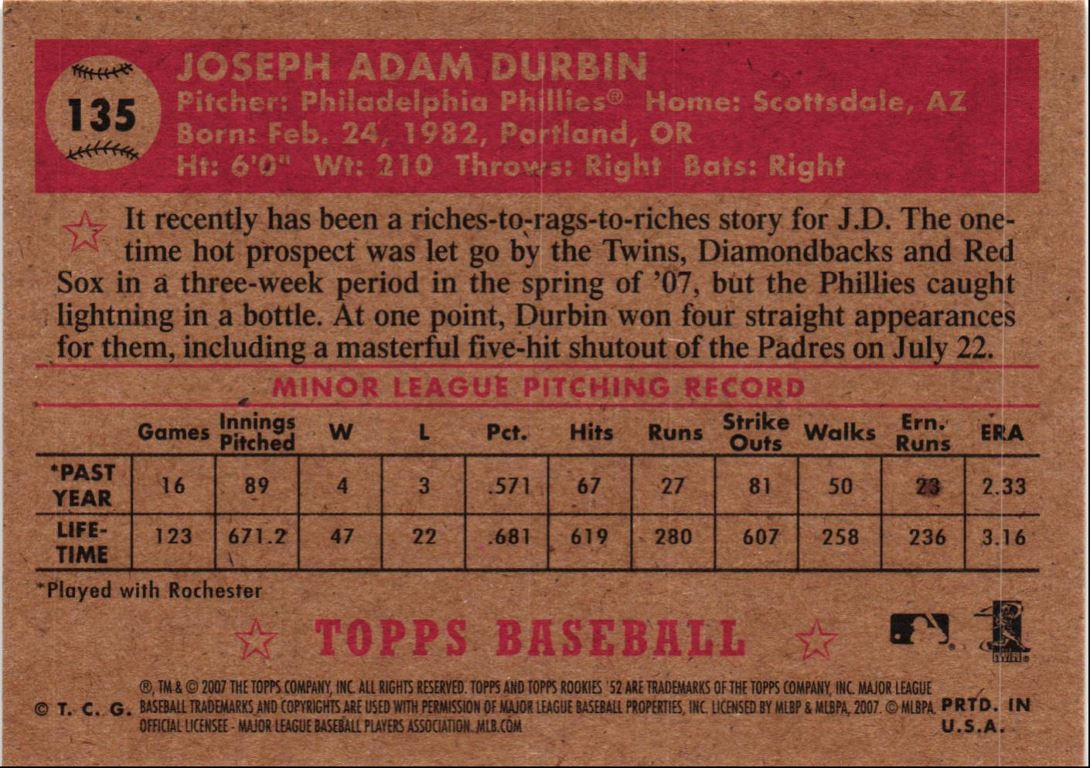 135
JOSEPH ADAM DURBIN
Pitcher: Philadelphia Phillies® Home: Scottsdale, AZ
Born: Feb. 24, 1982, Portland, OR
Ht: 6'0" Wt: 210 Throws: Right Bats: Right
It recently has been a riches-to-rags-to-riches story for J.D. The one-
time hot prospect was let go by the Twins, Diamondbacks and Red
Sox in a three-week period in the spring of '07, but the Phillies caught
lightning in a bottle. At one point, Durbin won four straight appearances
for them, including a masterful five-hit shutout of the Padres on July 22.
MINOR LEAGUE PITCHING RECORD
Games Innings Pitched W L Pct. Hits Runs Strike Outs Walks Ern. Runs ERA
*PAST YEAR 16 89 4 3 .571 67 27 81 50 23 2.33
LIFE-TIME 123 671.2 47 22 .681 619 280 607 258 236 3.16
*Played with Rochester
TOPPS BASEBALL
®, TM & © 2007 THE TOPPS COMPANY, INC. ALL RIGHTS RESERVED. TOPPS AND TOPPS ROOKIES '52 ARE TRADEMARKS OF THE TOPPS COMPANY, INC. MAJOR LEAGUE
© T. C. G. BASEBALL TRADEMARKS AND COPYRIGHTS ARE USED WITH PERMISSION OF MAJOR LEAGUE BASEBALL PROPERTIES, INC. LICENSED BY MLBP & MLBPA, 2007. © MLBPA. PRTD. IN
OFFICIAL LICENSEE - MAJOR LEAGUE BASEBALL PLAYERS ASSOCIATION. MLB.COM U.S.A.